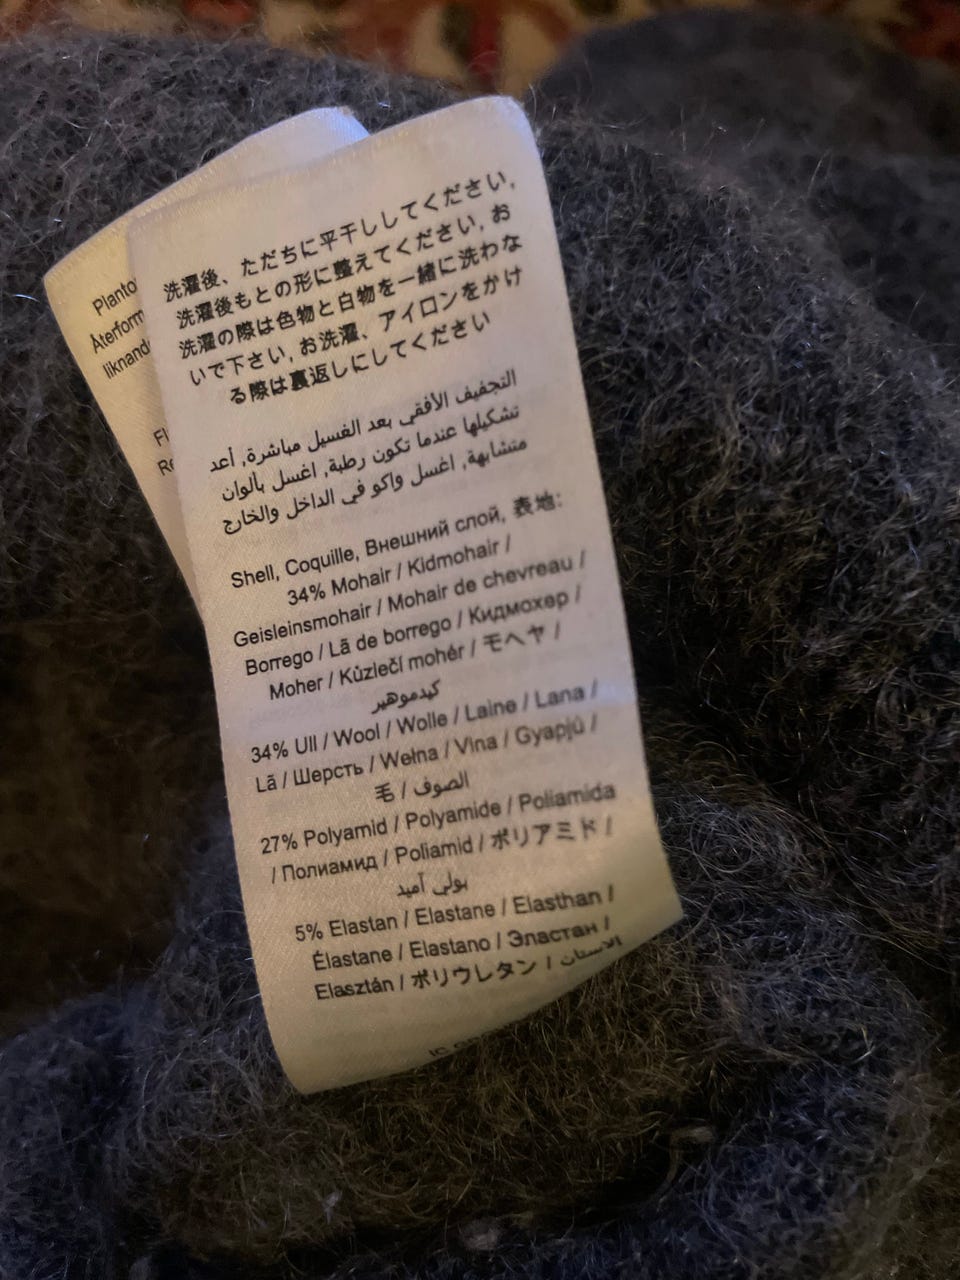 Planto
Återform
liknande
洗濯後、ただちに平干ししてください,
洗濯後もとの形に整えてください, お
洗濯の際は色物と白物を一緒に洗わな
いで下さい, お洗濯、アイロンをかけ
る際は裏返しにしてください
التجفيف الأفقي بعد الغسيل مباشرة, أعد
تشكيلها عندما تكون رطبة, اغسل بألوان
متشابهة, اغسل واكو في الداخل والخارج
Shell, Coquille, Внешний слой, 表地:
34% Mohair / Kidmohair /
Geisleinsmohair / Mohair de chevreau /
Borrego / Lã de borrego / Кидмохер /
Moher / Kůzlečí mohér / モヘヤ /
كيدموهير
34% Ull / Wool / Wolle / Laine / Lana /
Lã / Шерсть / Wełna / Vlna / Gyapjú /
毛 / الصوف
27% Polyamid / Polyamide / Poliamida
/ Полиамид / Poliamid / ポリアミド /
بولي آميد
5% Elastan / Elastane / Elasthan /
Élastane / Elastano / Эластан /
Elasztán / ポリウレタン / الاستان